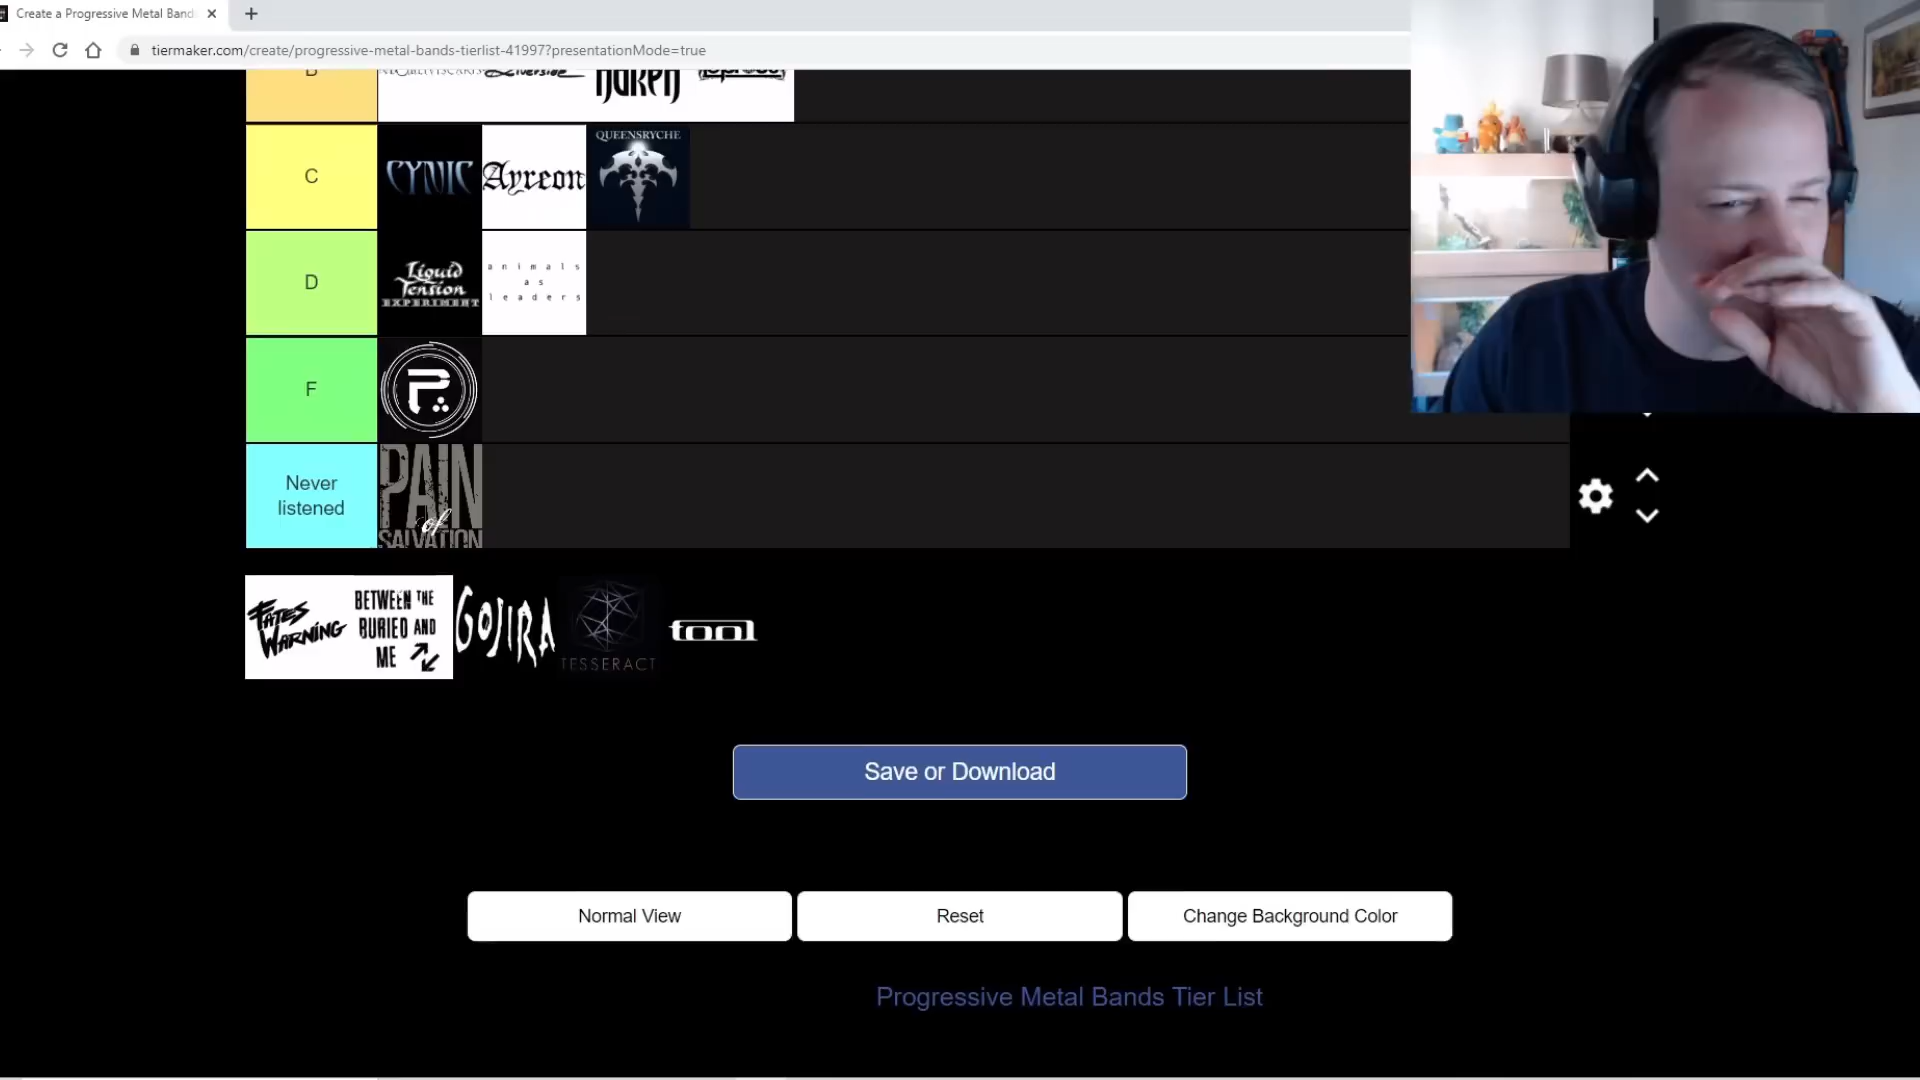 Create a Progressive Metal Band
tiermaker.com/create/progressive-metal-bands-tierlist-41997?presentationMode=true
B
Riverside
HAKEN
Leprous
C
CYNIC
Ayreon
QUEENSRYCHE
D
Liquid
Tension
EXPERIMENT
animals
as
leaders
F
P
Never
listened
PAIN
of
SALVATION
FATES
WARNING
BETWEEN THE
BURIED AND
ME
GOJIRA
TESSERACT
tool
Save or Download
Normal View
Reset
Change Background Color
Progressive Metal Bands Tier List